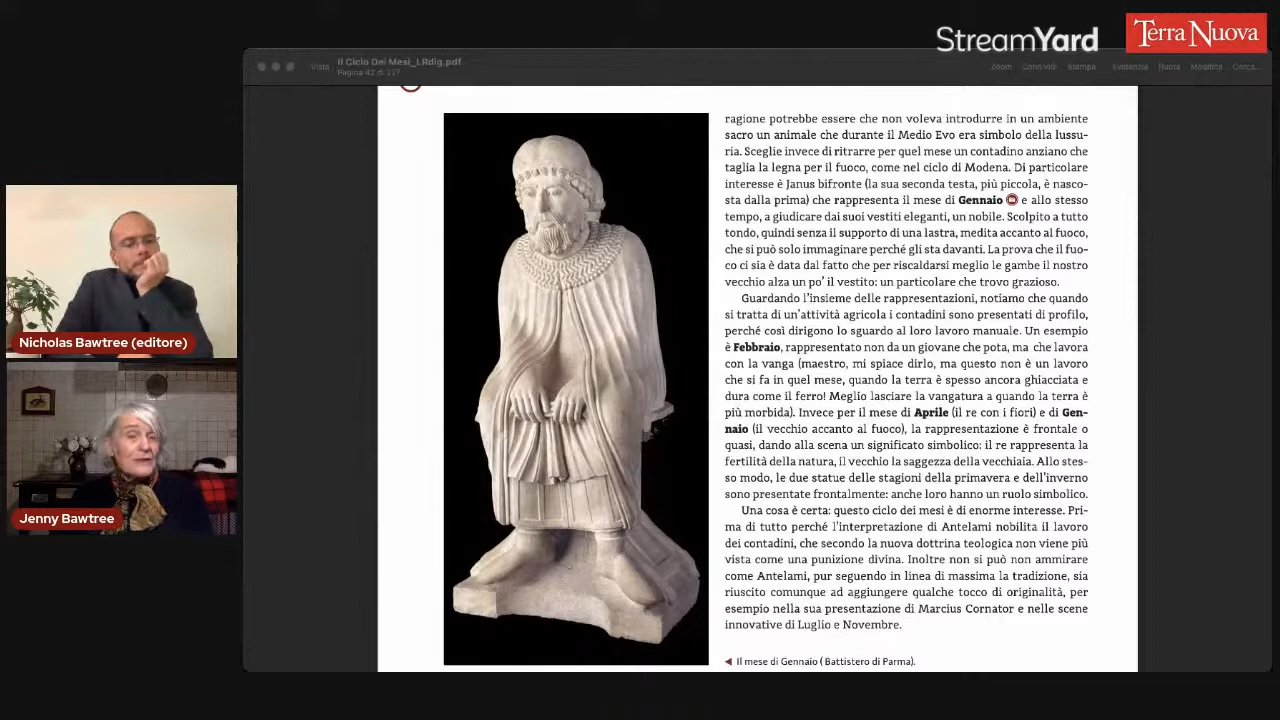 StreamYard
Terra Nuova
Vista
Il Ciclo Dei Mesi_LRdig.pdf
Pagina 42 di 227
Zoom Condividi Stampa Evidenzia Ruota Modifica Cerca...
ragione potrebbe essere che non voleva introdurre in un ambiente
sacro un animale che durante il Medio Evo era simbolo della lussu-
ria. Sceglie invece di ritrarre per quel mese un contadino anziano che
taglia la legna per il fuoco, come nel ciclo di Modena. Di particolare
interesse è Janus bifronte (la sua seconda testa, più piccola, è nasco-
sta dalla prima) che rappresenta il mese di Gennaio e allo stesso
tempo, a giudicare dai suoi vestiti eleganti, un nobile. Scolpito a tutto
tondo, quindi senza il supporto di una lastra, medita accanto al fuoco,
che si può solo immaginare perché gli sta davanti. La prova che il fuo-
co ci sia è data dal fatto che per riscaldarsi meglio le gambe il nostro
vecchio alza un po' il vestito: un particolare che trovo grazioso.
Guardando l'insieme delle rappresentazioni, notiamo che quando
si tratta di un'attività agricola i contadini sono presentati di profilo,
perché così dirigono lo sguardo al loro lavoro manuale. Un esempio
è Febbraio, rappresentato non da un giovane che pota, ma che lavora
con la vanga (maestro, mi spiace dirlo, ma questo non è un lavoro
che si fa in quel mese, quando la terra è spesso ancora ghiacciata e
dura come il ferro! Meglio lasciare la vangatura a quando la terra è
più morbida). Invece per il mese di Aprile (il re con i fiori) e di Gen-
naio (il vecchio accanto al fuoco), la rappresentazione è frontale o
quasi, dando alla scena un significato simbolico: il re rappresenta la
fertilità della natura, il vecchio la saggezza della vecchiaia. Allo stes-
so modo, le due statue delle stagioni della primavera e dell'inverno
sono presentate frontalmente: anche loro hanno un ruolo simbolico.
Una cosa è certa: questo ciclo dei mesi è di enorme interesse. Pri-
ma di tutto perché l'interpretazione di Antelami nobilita il lavoro
dei contadini, che secondo la nuova dottrina teologica non viene più
vista come una punizione divina. Inoltre non si può non ammirare
come Antelami, pur seguendo in linea di massima la tradizione, sia
riuscito comunque ad aggiungere qualche tocco di originalità, per
esempio nella sua presentazione di Marcius Cornator e nelle scene
innovative di Luglio e Novembre.
◀ Il mese di Gennaio ( Battistero di Parma).
Nicholas Bawtree (editore)
Jenny Bawtree